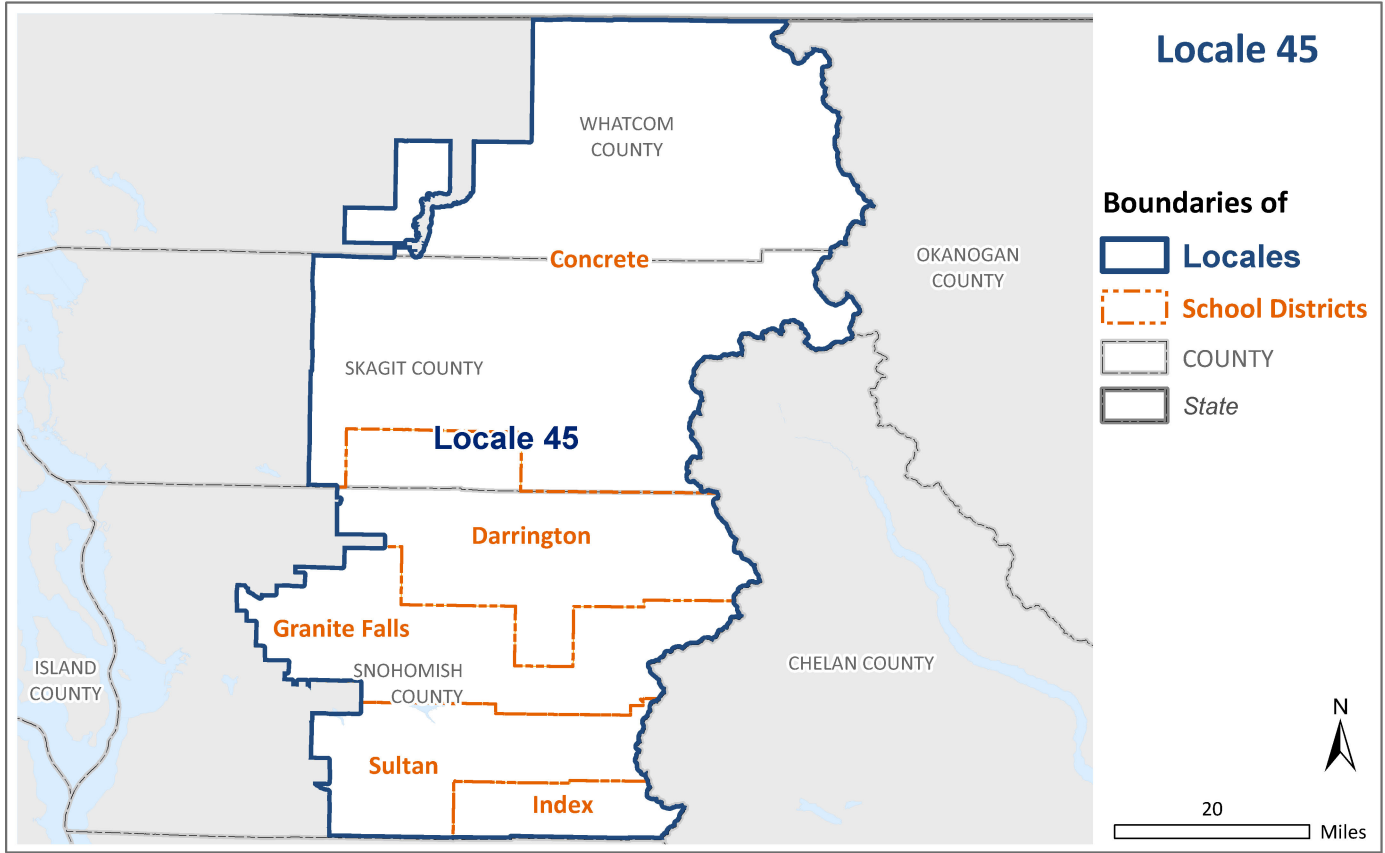 Locale 45
WHATCOM
COUNTY
Boundaries of
Concrete
OKANOGAN
COUNTY
Locales
School Districts
SKAGIT COUNTY
COUNTY
State
Locale 45
Darrington
Granite Falls
ISLAND
COUNTY
SNOHOMISH
COUNTY
CHELAN COUNTY
N
Sultan
Index
20
Miles